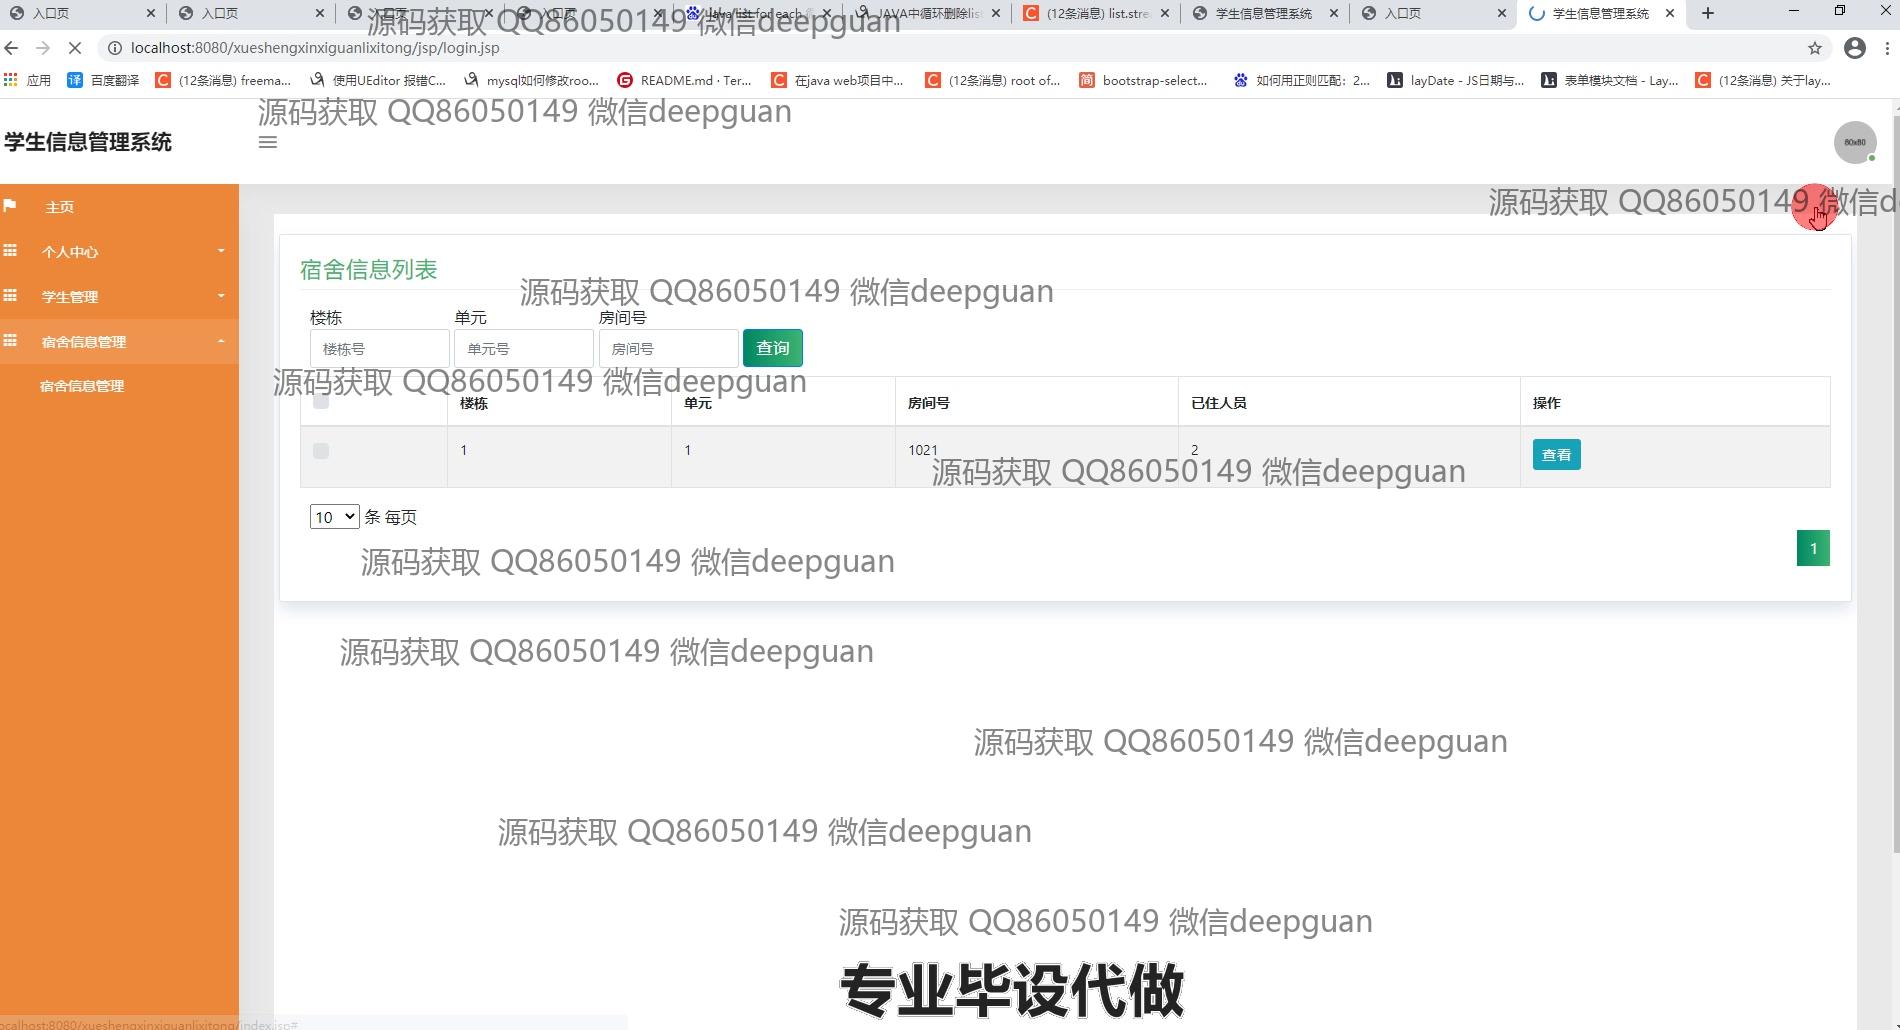 入口页
入口页
入口页
入口页
Java list for each
JAVA中循环删除list
(12条消息) list.stre
学生信息管理系统
入口页
学生信息管理系统
源码获取 QQ86050149 微信deepguan
localhost:8080/xueshengxinxiguanlixitong/jsp/login.jsp
应用
百度翻译
(12条消息) freema...
使用UEditor 报错C...
mysql如何修改roo...
README.md · Ter...
在java web项目中...
(12条消息) root of...
bootstrap-select...
如何用正则匹配：2...
layDate - JS日期与...
表单模块文档 - Lay...
(12条消息) 关于lay...
源码获取 QQ86050149 微信deepguan
学生信息管理系统
80x80
源码获取 QQ86050149 微信d
主页
个人中心
学生管理
宿舍信息管理
宿舍信息管理
宿舍信息列表
源码获取 QQ86050149 微信deepguan
楼栋 单元 房间号
楼栋号 单元号 房间号 查询
源码获取 QQ86050149 微信deepguan
楼栋 单元 房间号 已住人员 操作
1 1 1021 2 查看
源码获取 QQ86050149 微信deepguan
10 条 每页
1
源码获取 QQ86050149 微信deepguan
源码获取 QQ86050149 微信deepguan
源码获取 QQ86050149 微信deepguan
源码获取 QQ86050149 微信deepguan
源码获取 QQ86050149 微信deepguan
专业毕设代做
ocalhost:8080/xueshengxinxiguanlixitong/index.jsp#